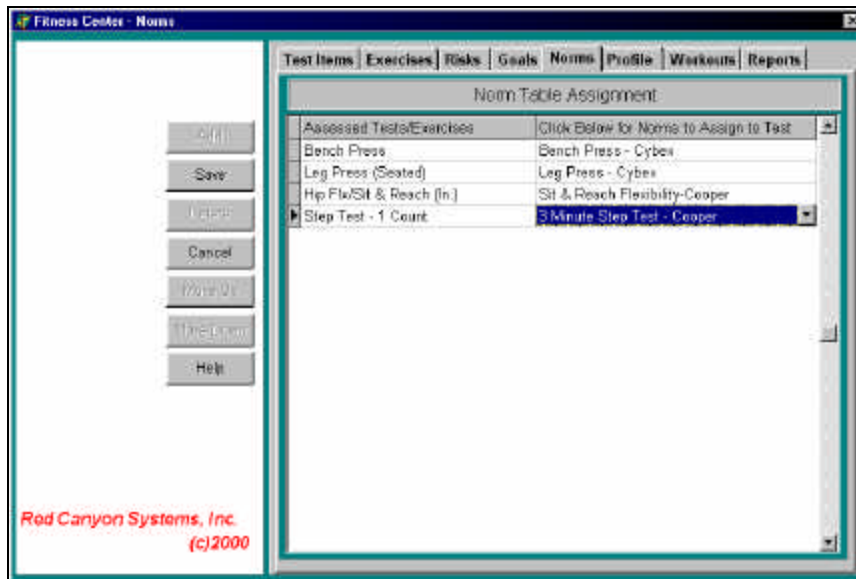 Fitness Center - Norms
Test Items Exercises Risks Goals Norms Profile Workouts Reports
Norm Table Assignment
Assessed Tests/Exercises Click Below for Norms to Assign to Test
Bench Press Bench Press - Cybex
Leg Press (Seated) Leg Press - Cybex
Hip Flx/Sit & Reach (In.) Sit & Reach Flexibility-Cooper
Step Test - 1 Count 3 Minute Step Test - Cooper
Add
Save
Delete
Cancel
Move Up
Help
Red Canyon Systems, Inc.
(c)2000